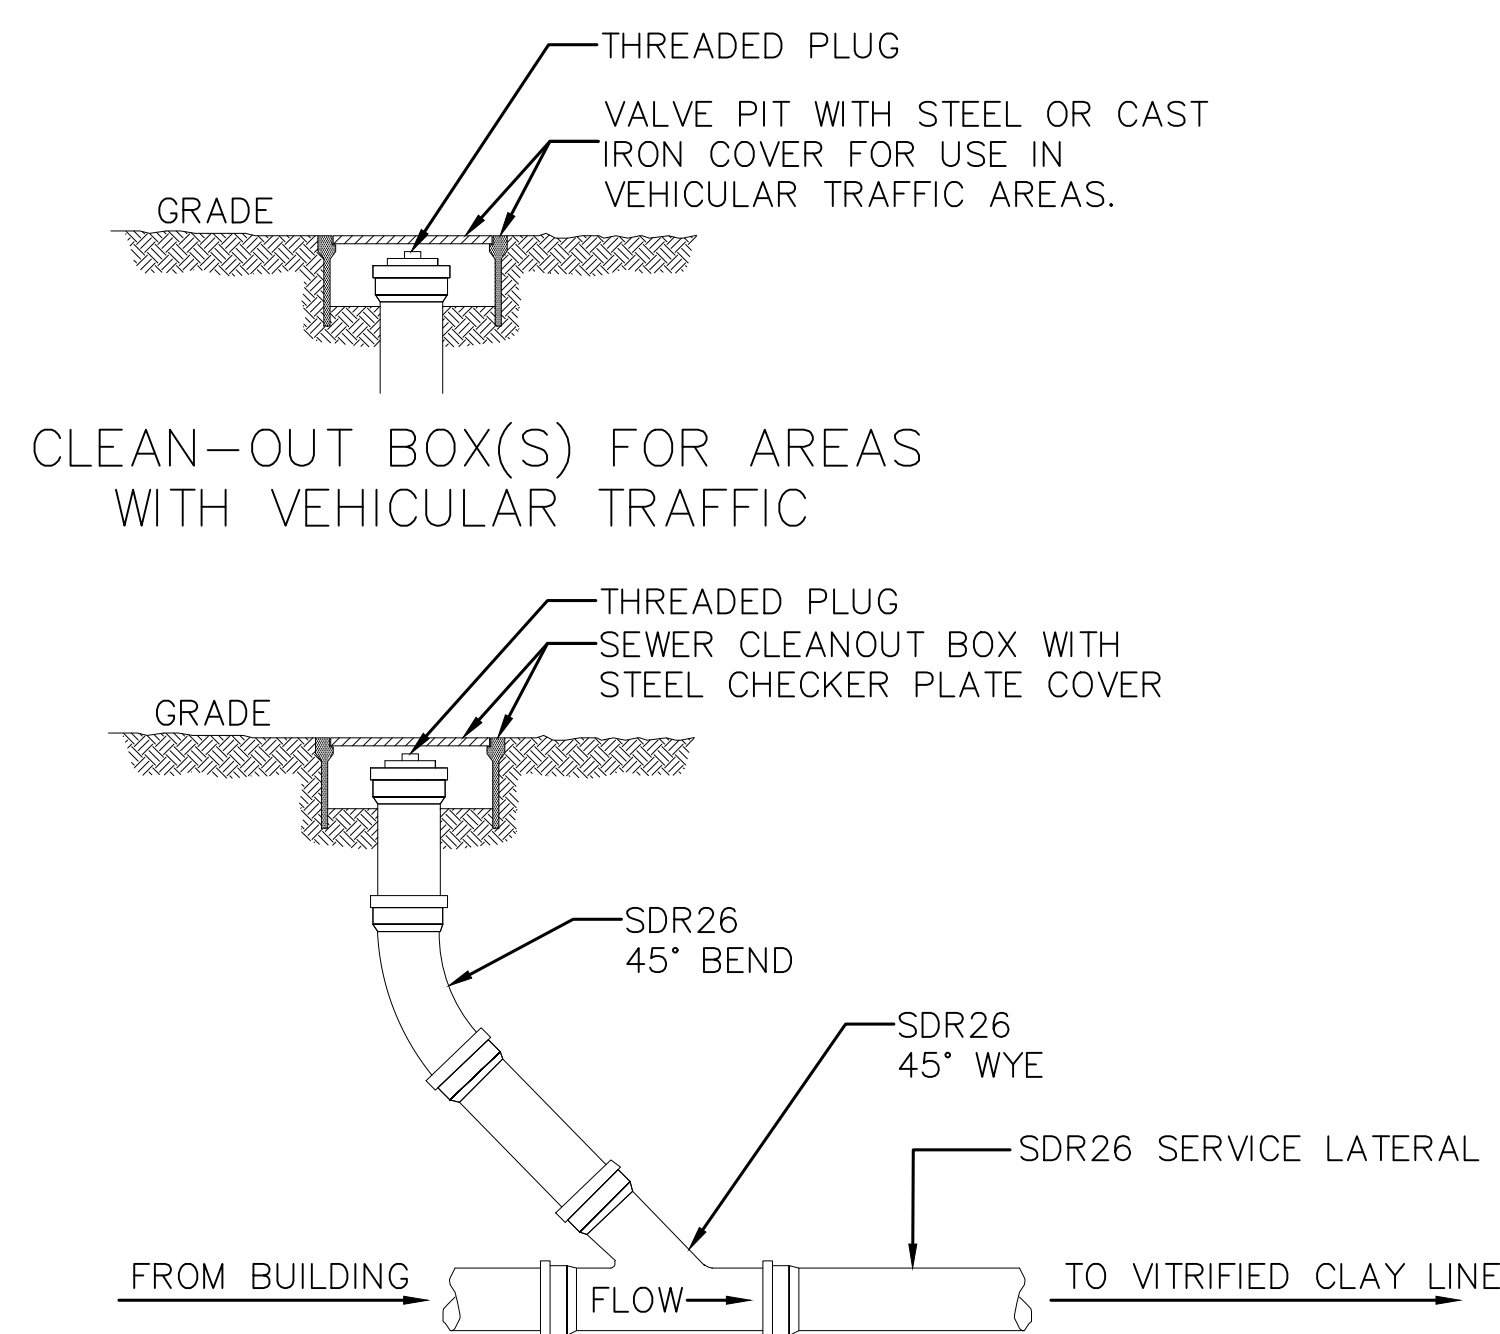 THREADED PLUG
VALVE PIT WITH STEEL OR CAST
IRON COVER FOR USE IN
VEHICULAR TRAFFIC AREAS.
GRADE
CLEAN-OUT BOX(S) FOR AREAS
WITH VEHICULAR TRAFFIC
THREADED PLUG
SEWER CLEANOUT BOX WITH
STEEL CHECKER PLATE COVER
GRADE
SDR26
45° BEND
SDR26
45° WYE
SDR26 SERVICE LATERAL
FROM BUILDING
FLOW
TO VITRIFIED CLAY LINE